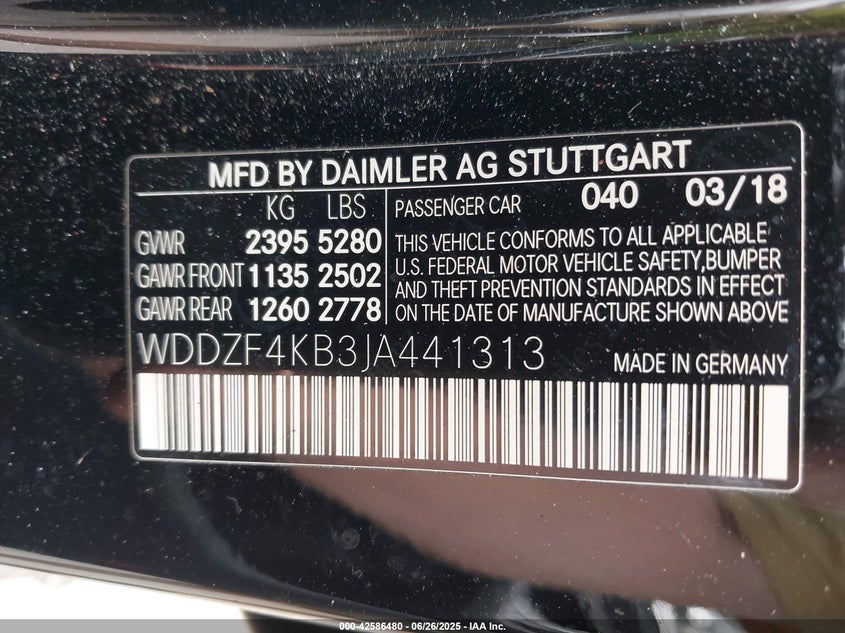 MFD BY DAIMLER AG STUTTGART
KG LBS
GVWR 2395 5280
GAWR FRONT 1135 2502
GAWR REAR 1260 2778
PASSENGER CAR 040 03/18
THIS VEHICLE CONFORMS TO ALL APPLICABLE
U.S. FEDERAL MOTOR VEHICLE SAFETY, BUMPER
AND THEFT PREVENTION STANDARDS IN EFFECT
ON THE DATE OF MANUFACTURE SHOWN ABOVE
WDDZF4KB3JA441313 MADE IN GERMANY
000-42586480 - 06/26/2025 - IAA Inc.